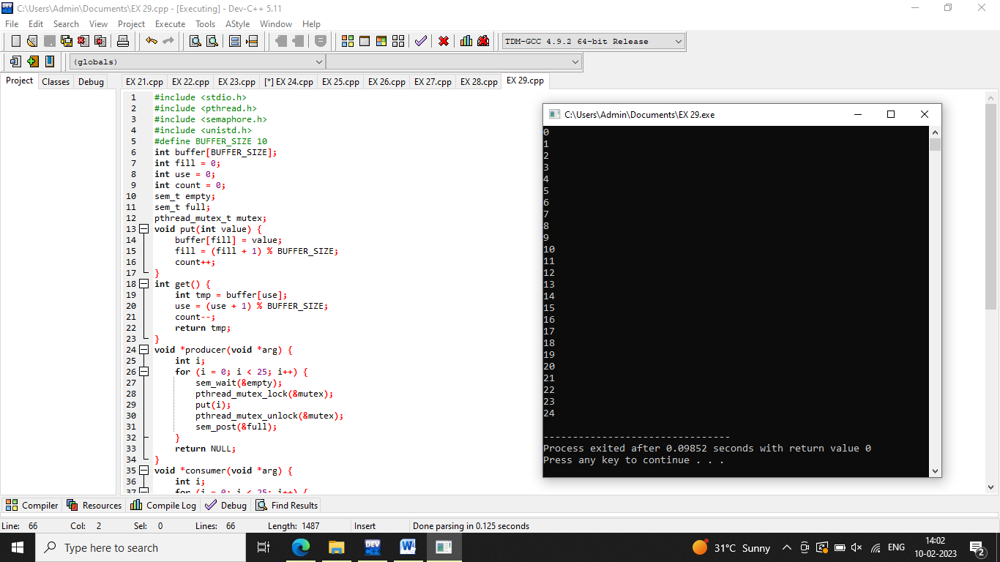 C:\Users\Admin\Documents\EX 29.cpp - [Executing] - Dev-C++ 5.11
File Edit Search View Project Execute Tools AStyle Window Help
TDM-GCC 4.9.2 64-bit Release
(globals)
Project Classes Debug
EX 21.cpp EX 22.cpp EX 23.cpp [*] EX 24.cpp EX 25.cpp EX 26.cpp EX 27.cpp EX 28.cpp EX 29.cpp
1 #include <stdio.h>
2 #include <pthread.h>
3 #include <semaphore.h>
4 #include <unistd.h>
5 #define BUFFER_SIZE 10
6 int buffer[BUFFER_SIZE];
7 int fill = 0;
8 int use = 0;
9 int count = 0;
10 sem_t empty;
11 sem_t full;
12 pthread_mutex_t mutex;
13 void put(int value) {
14 buffer[fill] = value;
15 fill = (fill + 1) % BUFFER_SIZE;
16 count++;
17 }
18 int get() {
19 int tmp = buffer[use];
20 use = (use + 1) % BUFFER_SIZE;
21 count--;
22 return tmp;
23 }
24 void *producer(void *arg) {
25 int i;
26 for (i = 0; i < 25; i++) {
27 sem_wait(&empty);
28 pthread_mutex_lock(&mutex);
29 put(i);
30 pthread_mutex_unlock(&mutex);
31 sem_post(&full);
32 }
33 return NULL;
34 }
35 void *consumer(void *arg) {
36 int i;
37 for (i = 0; i < 25; i++) {
C:\Users\Admin\Documents\EX 29.exe
0
1
2
3
4
5
6
7
8
9
10
11
12
13
14
15
16
17
18
19
20
21
22
23
24
--------------------------------
Process exited after 0.09852 seconds with return value 0
Press any key to continue . . .
Compiler Resources Compile Log Debug Find Results
Line: 66 Col: 2 Sel: 0 Lines: 66 Length: 1487 Insert Done parsing in 0.125 seconds
Type here to search
DEV
W
31°C Sunny
ENG
14:02
10-02-2023
2